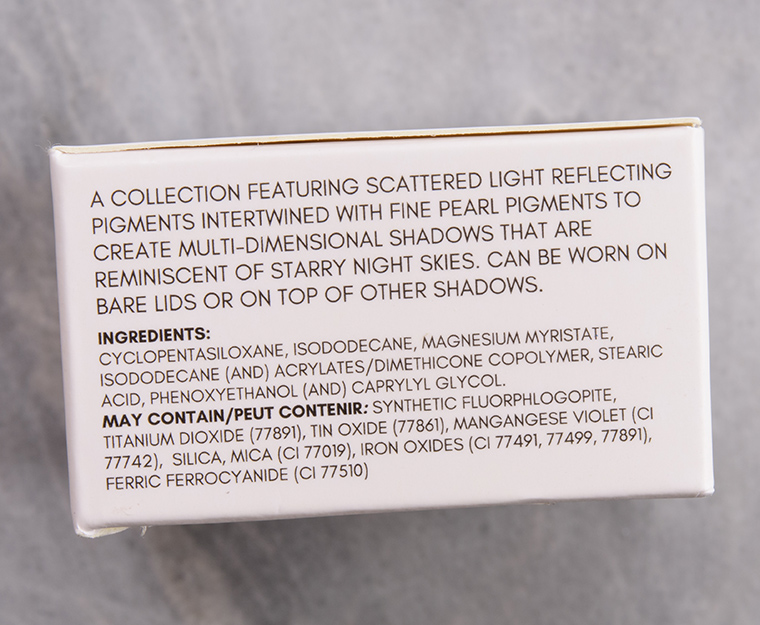 A COLLECTION FEATURING SCATTERED LIGHT REFLECTING
PIGMENTS INTERTWINED WITH FINE PEARL PIGMENTS TO
CREATE MULTI-DIMENSIONAL SHADOWS THAT ARE
REMINISCENT OF STARRY NIGHT SKIES. CAN BE WORN ON
BARE LIDS OR ON TOP OF OTHER SHADOWS.
INGREDIENTS:
CYCLOPENTASILOXANE, ISODODECANE, MAGNESIUM MYRISTATE,
ISODODECANE (AND) ACRYLATES/DIMETHICONE COPOLYMER, STEARIC
ACID, PHENOXYETHANOL (AND) CAPRYLYL GLYCOL.
MAY CONTAIN/PEUT CONTENIR: SYNTHETIC FLUORPHLOGOPITE,
TITANIUM DIOXIDE (77891), TIN OXIDE (77861), MANGANGESE VIOLET (CI
77742), SILICA, MICA (CI 77019), IRON OXIDES (CI 77491, 77499, 77891),
FERRIC FERROCYANIDE (CI 77510)